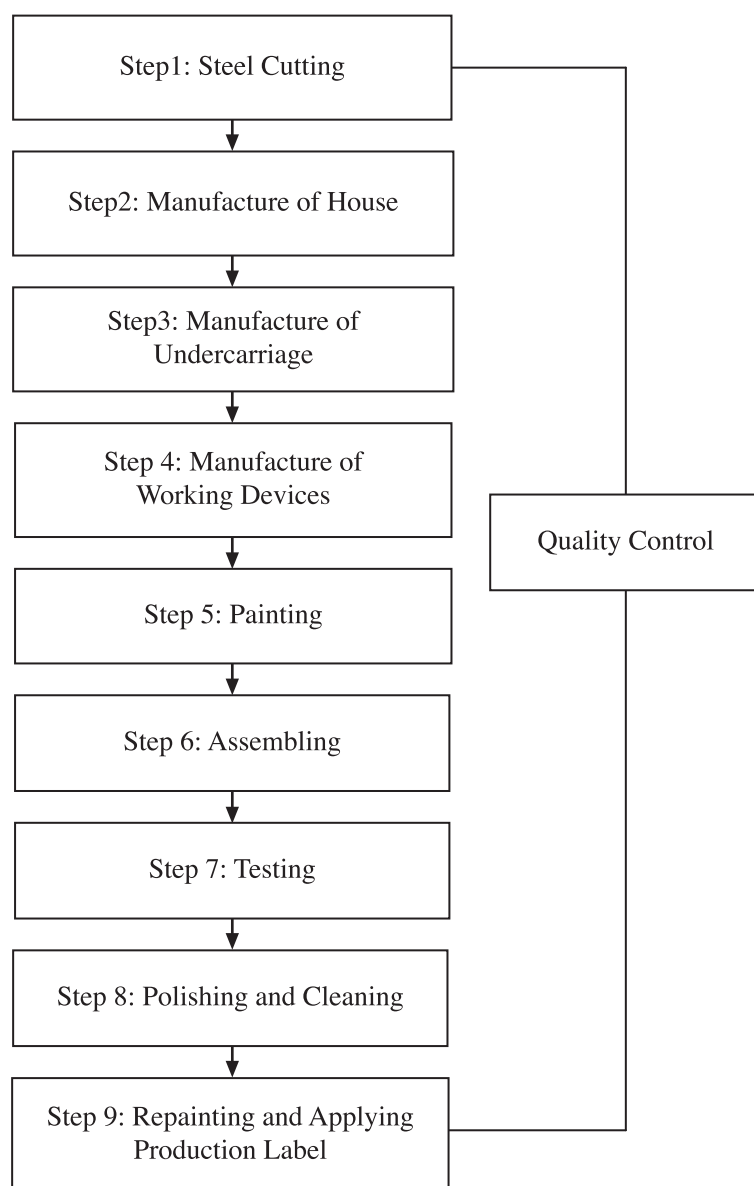 Step1: Steel Cutting
Step2: Manufacture of House
Step3: Manufacture of
Undercarriage
Step 4: Manufacture of
Working Devices
Quality Control
Step 5: Painting
Step 6: Assembling
Step 7: Testing
Step 8: Polishing and Cleaning
Step 9: Repainting and Applying
Production Label